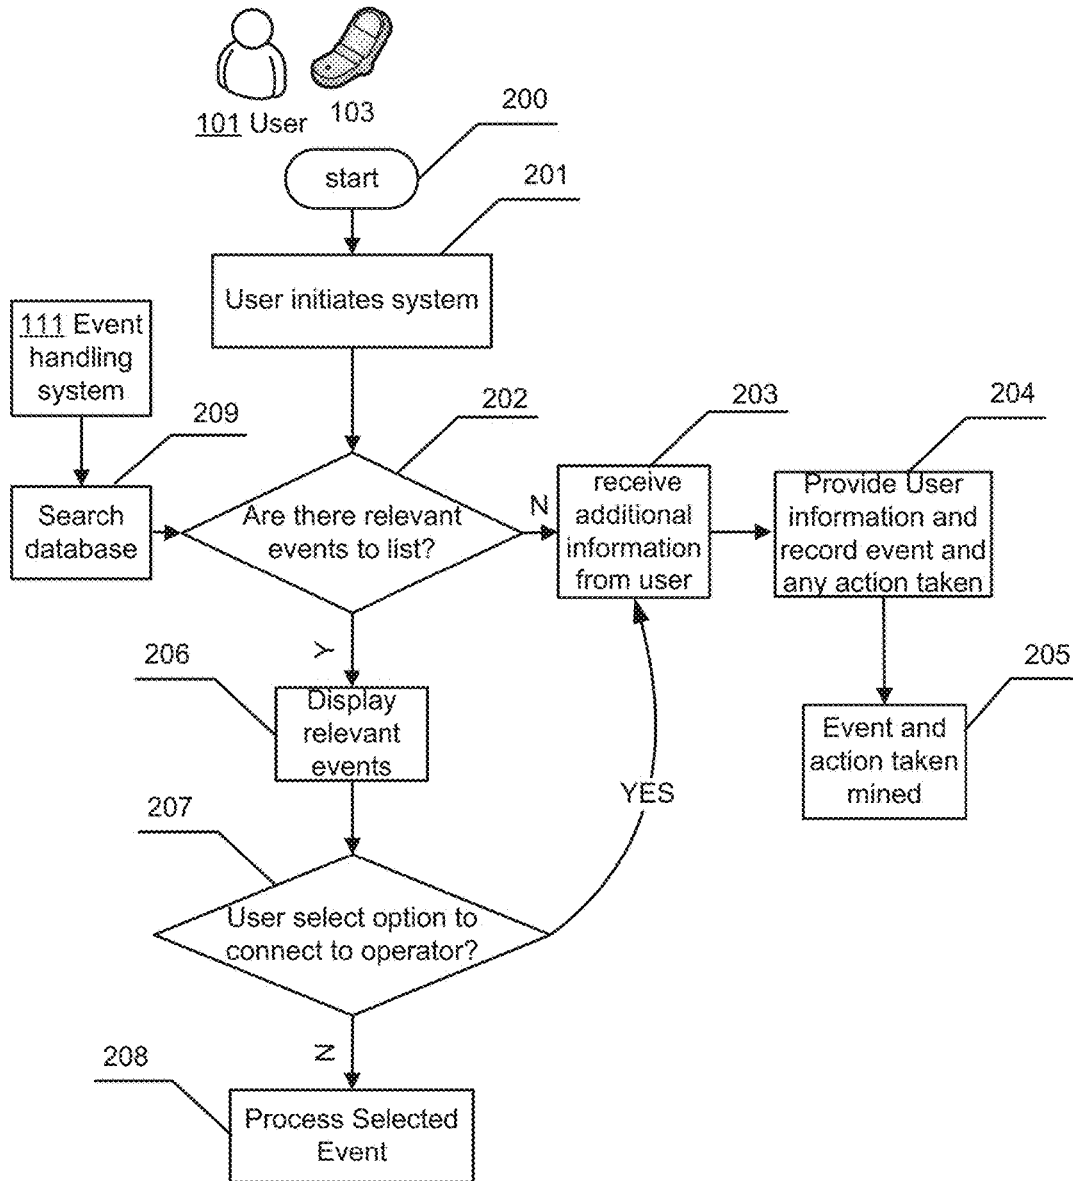 101 User
103
200
start
201
User initiates system
111 Event
handling
system
209
Search
database
202
Are there relevant
events to list?
N
203
receive
additional
information
from user
204
Provide User
information and
record event and
any action taken
205
Event and
action taken
mined
Y
206
Display
relevant
events
YES
207
User select option to
connect to operator?
N
208
Process Selected
Event